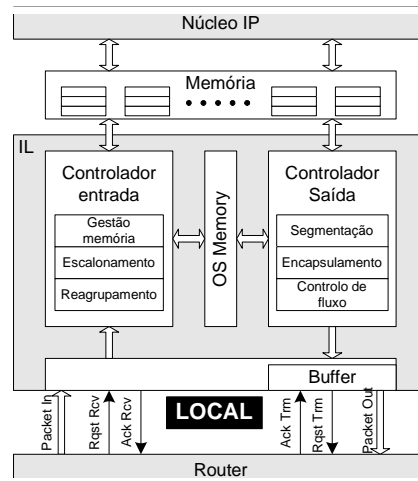 Núcleo IP
Memória
IL
Controlador
entrada
Gestão
memória
Escalonamento
Reagrupamento
OS Memory
Controlador
Saída
Segmentação
Encapsulamento
Controlo de
fluxo
Buffer
Packet In
Rqst Rcv
Ack Rcv
LOCAL
Ack Trm
Rqst Trm
Packet Out
Router